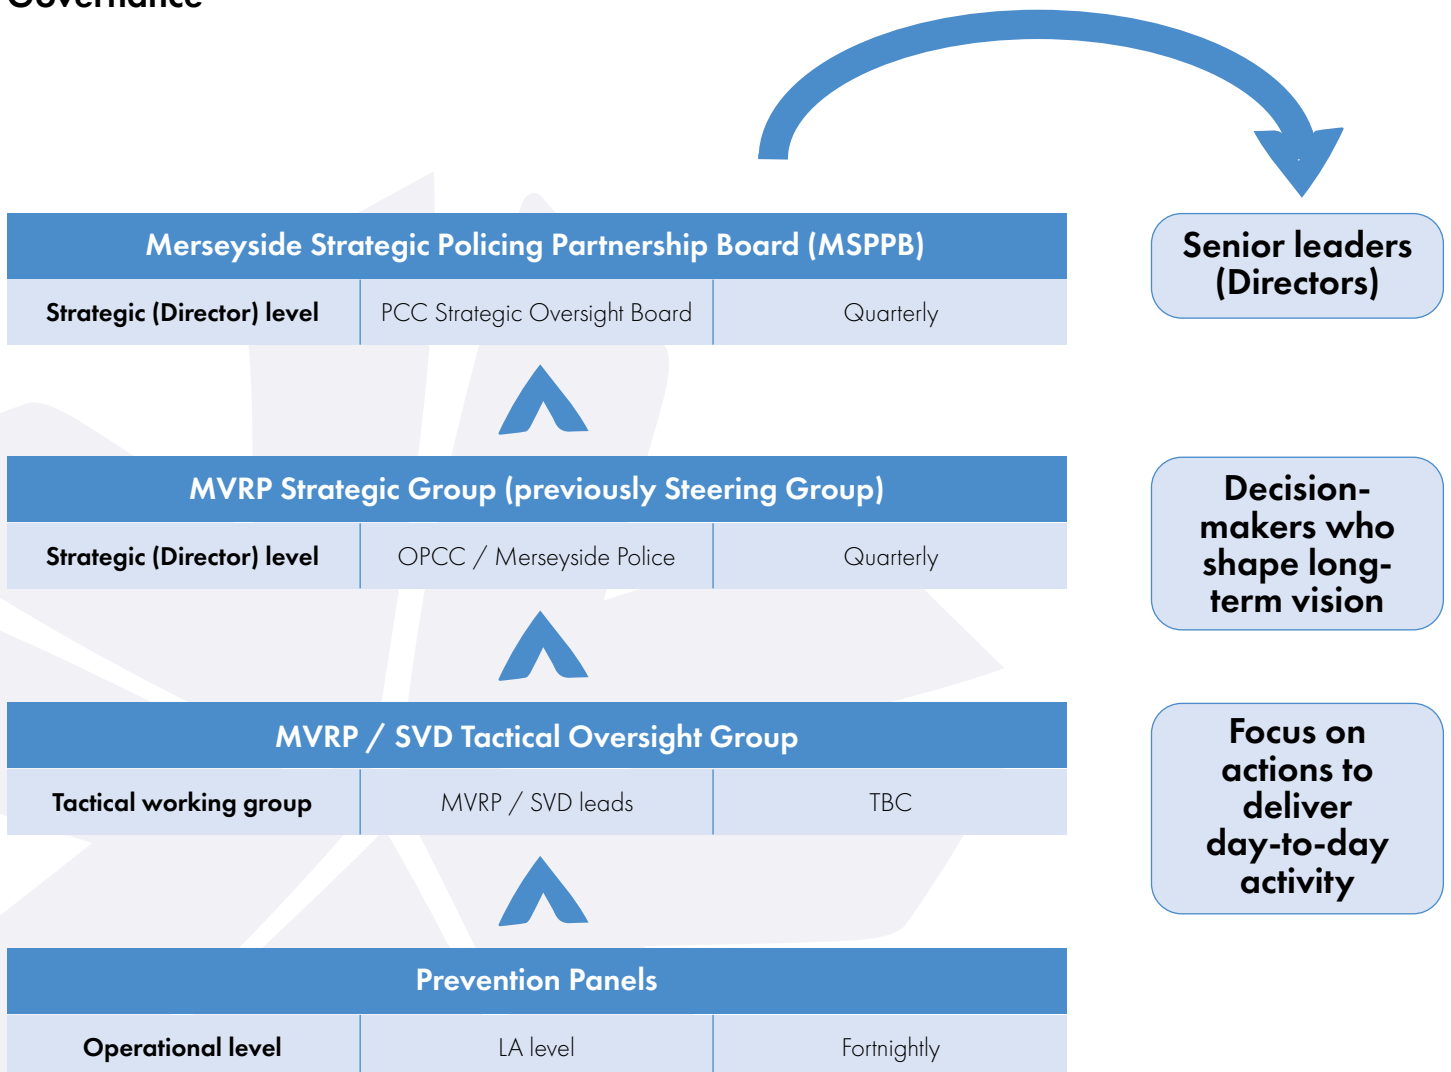 Governance
Merseyside Strategic Policing Partnership Board (MSPPB)
Strategic (Director) level
PCC Strategic Oversight Board
Quarterly
Senior leaders
(Directors)
MVRP Strategic Group (previously Steering Group)
Strategic (Director) level
OPCC / Merseyside Police
Quarterly
Decision-
makers who
shape long-
term vision
MVRP / SVD Tactical Oversight Group
Tactical working group
MVRP / SVD leads
TBC
Focus on
actions to
deliver
day-to-day
activity
Prevention Panels
Operational level
LA level
Fortnightly